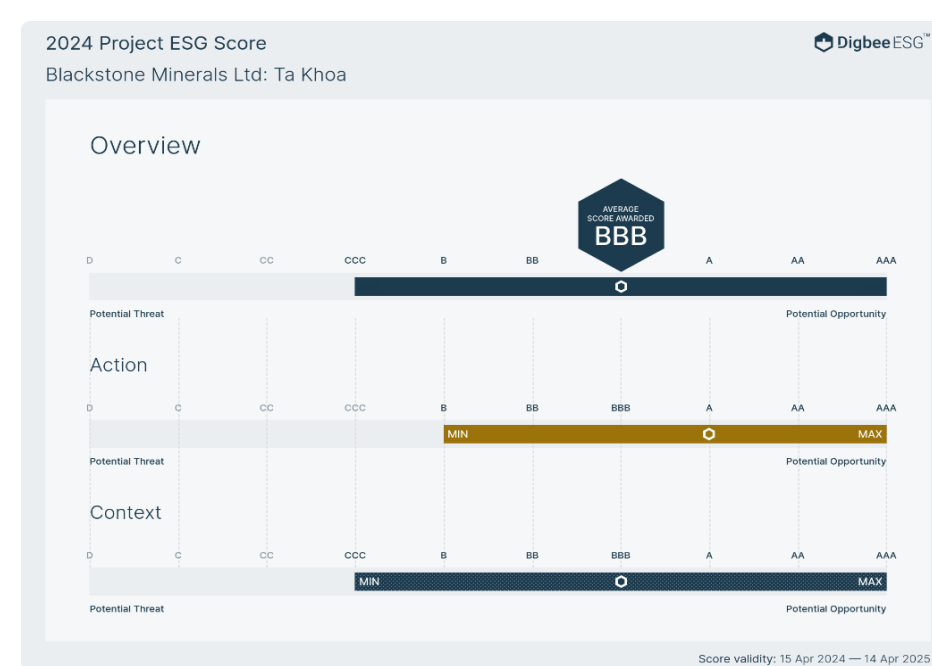 2024 Project ESG Score
DigbeeESG™
Blackstone Minerals Ltd: Ta Khoa
Overview
AVERAGE
SCORE AWARDED
BBB
D C CC CCC B BB A AA AAA
Potential Threat Potential Opportunity
Action
D C CC CCC B BB BBB A AA AAA
MIN MAX
Potential Threat Potential Opportunity
Context
D C CC CCC B BB BBB A AA AAA
MIN MAX
Potential Threat Potential Opportunity
Score validity: 15 Apr 2024 — 14 Apr 2025